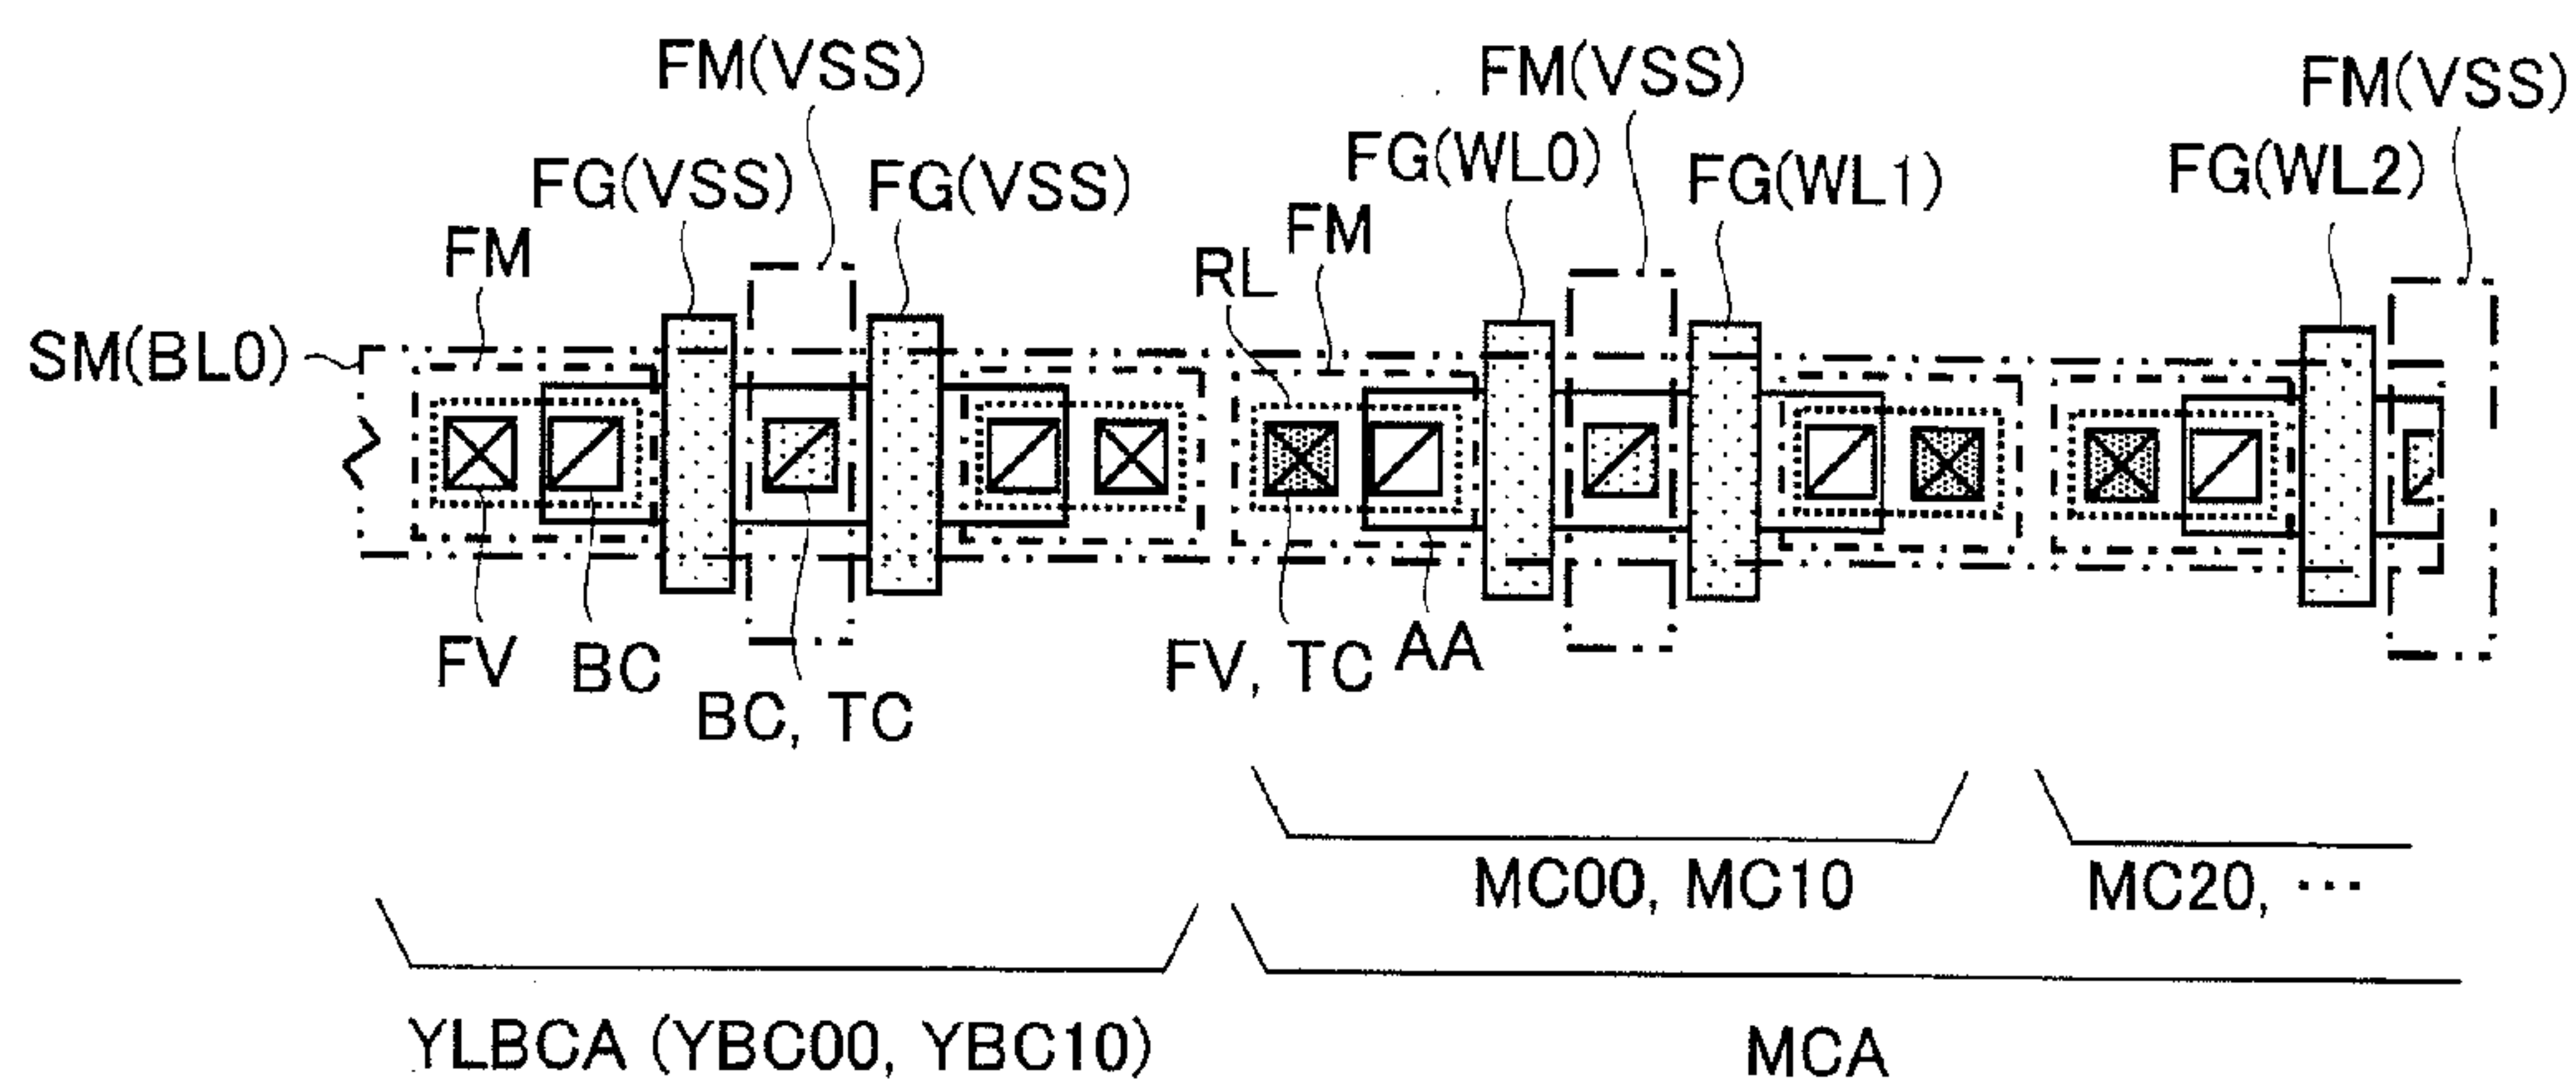 FM(VSS)
FM(VSS)
FM(VSS)
FG(VSS)
FG(VSS)
FG(WL0)
FG(WL1)
FG(WL2)
FM
RL
FM
SM(BL0)
FV
BC
BC, TC
FV, TC
AA
MC00, MC10
MC20, ···
YLBCA (YBC00, YBC10)
MCA